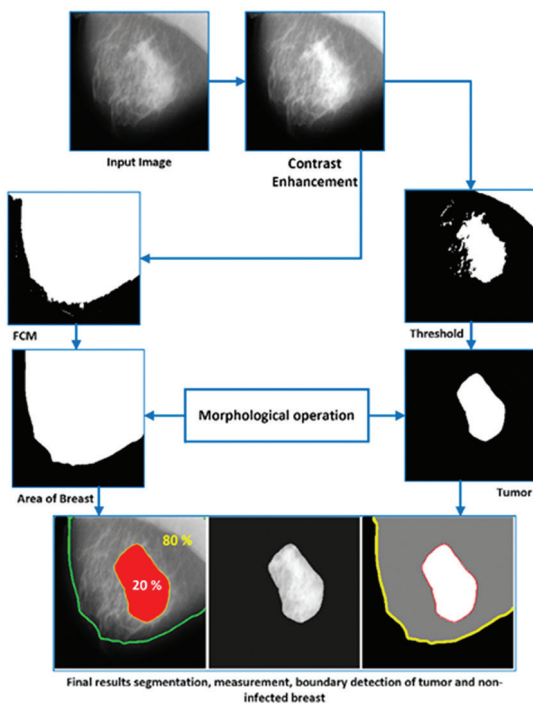 Input Image
Contrast
Enhancement
FCM
Threshold
Morphological operation
Area of Breast
Tumor
80 %
20 %
Final results segmentation, measurement, boundary detection of tumor and non-
infected breast